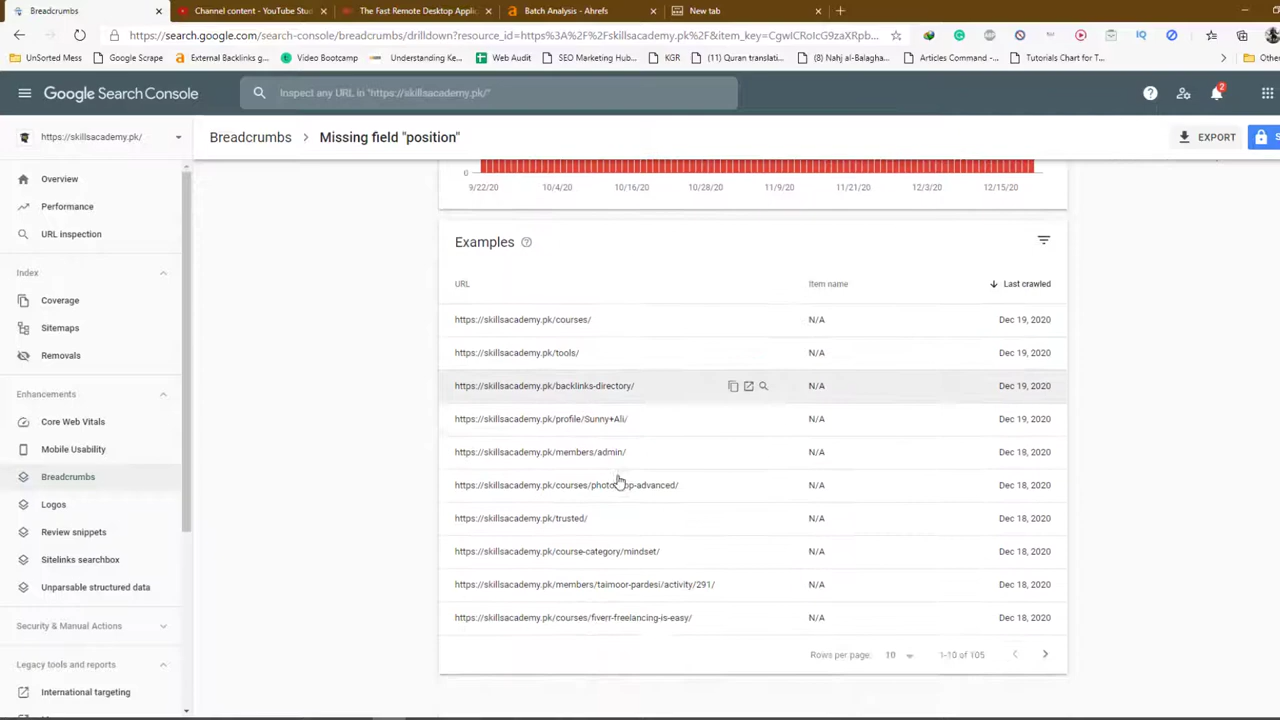 Breadcrumbs
Channel content - YouTube Stud
The Fast Remote Desktop Applic
Batch Analysis - Ahrefs
New tab
https://search.google.com/search-console/breadcrumbs/drilldown?resource_id=https%3A%2F%2Fskillsacademy.pk%2F&item_key=CgwICRoIcG9zaXRpb...
UnSorted Mess
Google Scrape
External Backlinks g...
Video Bootcamp
Understanding Ke...
Web Audit
SEO Marketing Hub...
KGR
(11) Quran translati...
(8) Nahj al-Balagha...
Articles Command -...
Tutorials Chart for T...
Other
Google Search Console
Inspect any URL in "https://skillsacademy.pk/"
2
https://skillsacademy.pk/
Breadcrumbs > Missing field "position"
EXPORT
Overview
Performance
URL inspection
Index
Coverage
Sitemaps
Removals
Enhancements
Core Web Vitals
Mobile Usability
Breadcrumbs
Logos
Review snippets
Sitelinks searchbox
Unparsable structured data
Security & Manual Actions
Legacy tools and reports
International targeting
0
9/22/20 10/4/20 10/16/20 10/28/20 11/9/20 11/21/20 12/3/20 12/15/20
Examples
URL Item name Last crawled
https://skillsacademy.pk/courses/ N/A Dec 19, 2020
https://skillsacademy.pk/tools/ N/A Dec 19, 2020
https://skillsacademy.pk/backlinks-directory/ N/A Dec 19, 2020
https://skillsacademy.pk/profile/Sunny+Ali/ N/A Dec 19, 2020
https://skillsacademy.pk/members/admin/ N/A Dec 19, 2020
https://skillsacademy.pk/courses/photoshop-advanced/ N/A Dec 18, 2020
https://skillsacademy.pk/trusted/ N/A Dec 18, 2020
https://skillsacademy.pk/course-category/mindset/ N/A Dec 18, 2020
https://skillsacademy.pk/members/taimoor-pardesi/activity/291/ N/A Dec 18, 2020
https://skillsacademy.pk/courses/fiverr-freelancing-is-easy/ N/A Dec 18, 2020
Rows per page: 10 1-10 of 105